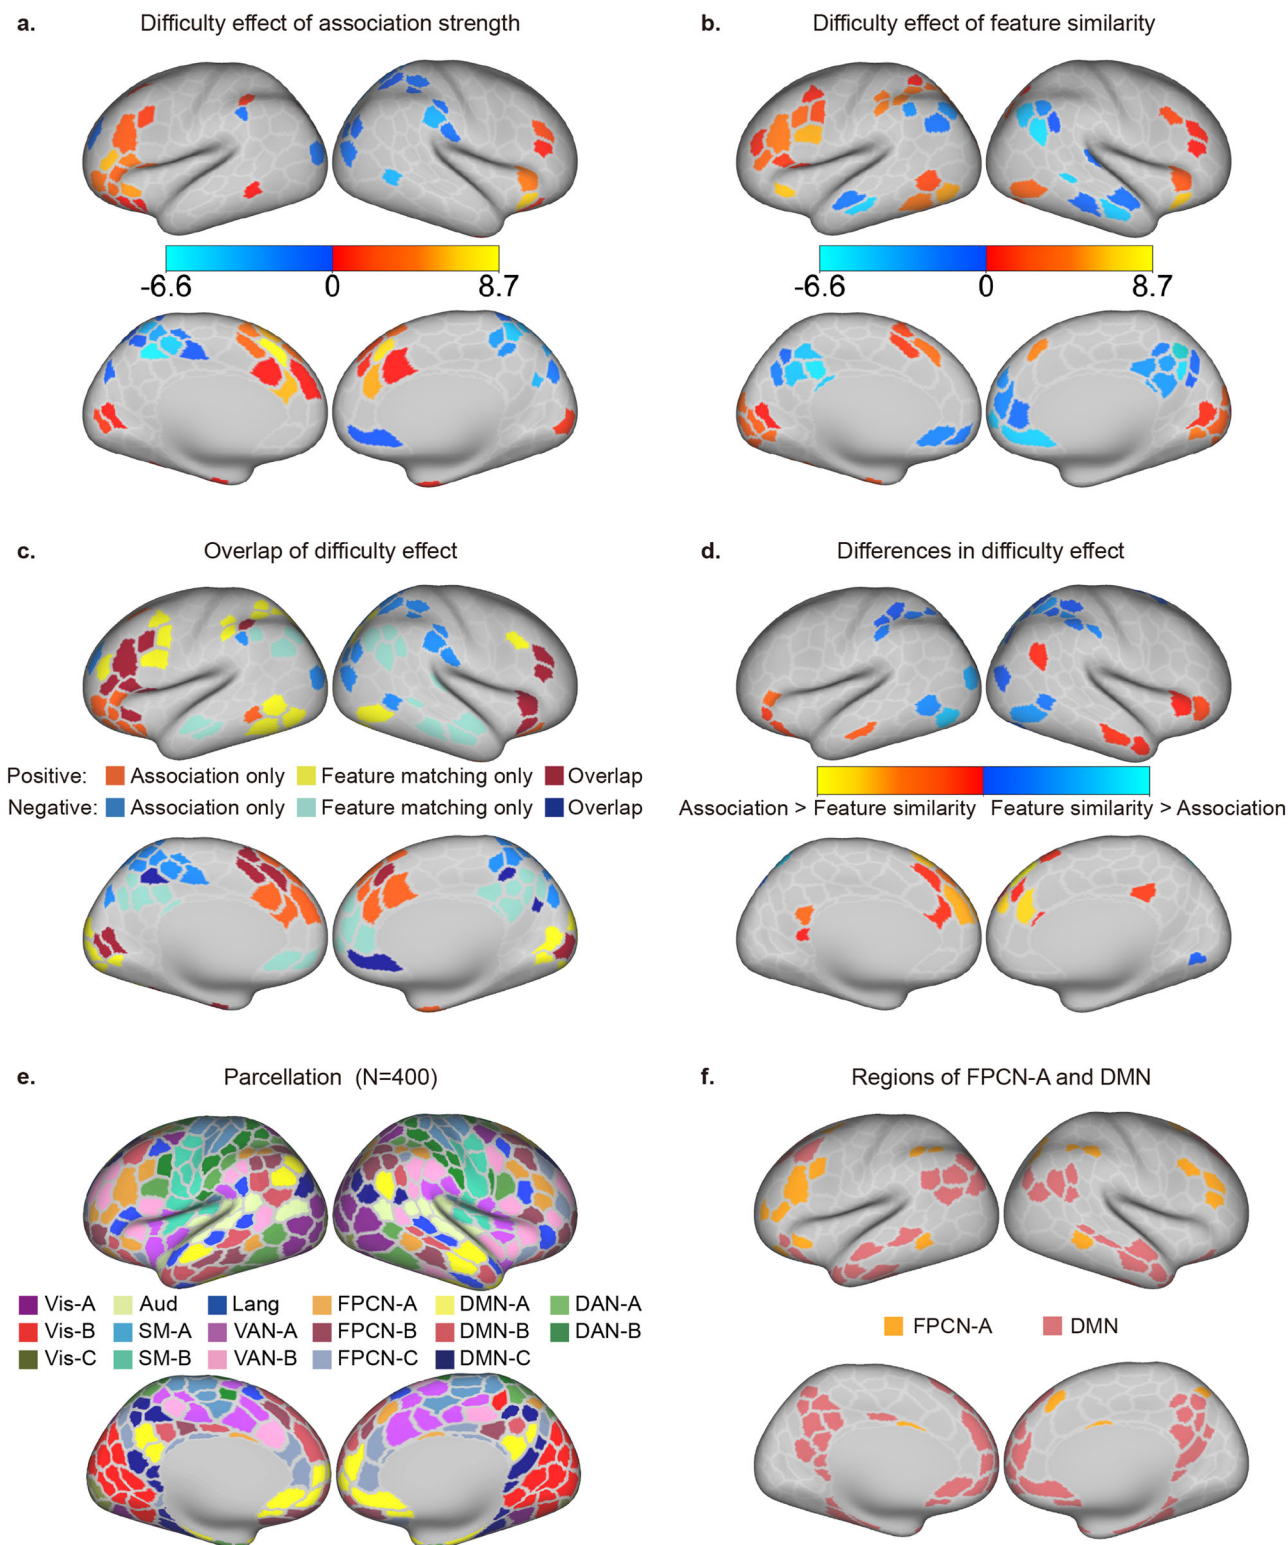 a. Difficulty effect of association strength
b. Difficulty effect of feature similarity
-6.6 0 8.7
-6.6 0 8.7
c. Overlap of difficulty effect
d. Differences in difficulty effect
Positive: Association only Feature matching only Overlap
Negative: Association only Feature matching only Overlap
Association > Feature similarity Feature similarity > Association
e. Parcellation (N=400)
f. Regions of FPCN-A and DMN
Vis-A Aud Lang FPCN-A DMN-A DAN-A
Vis-B SM-A VAN-A FPCN-B DMN-B DAN-B
Vis-C SM-B VAN-B FPCN-C DMN-C
FPCN-A DMN